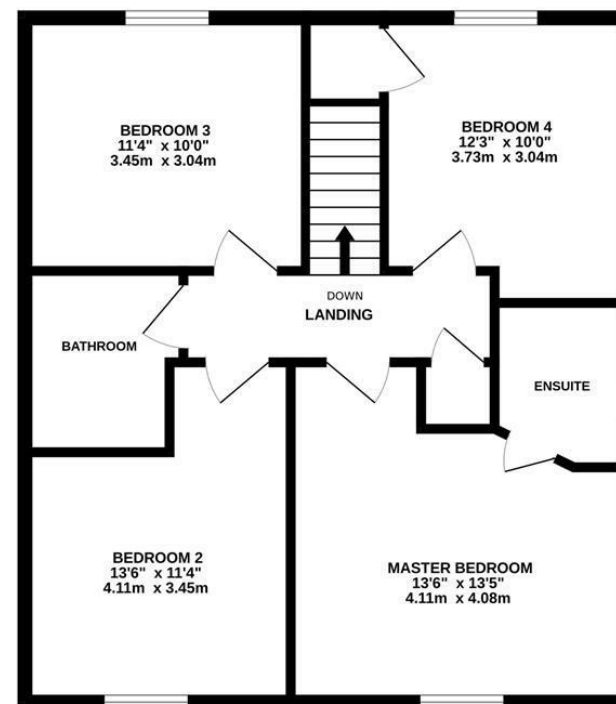 BEDROOM 3
11'4" x 10'0"
3.45m x 3.04m
BEDROOM 4
12'3" x 10'0"
3.73m x 3.04m
DOWN
LANDING
BATHROOM
ENSUITE
BEDROOM 2
13'6" x 11'4"
4.11m x 3.45m
MASTER BEDROOM
13'6" x 13'5"
4.11m x 4.08m